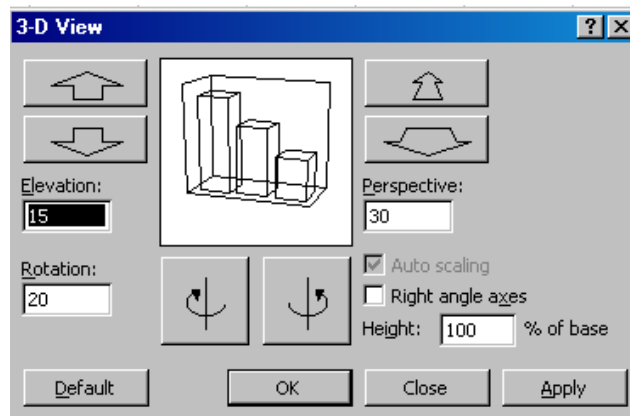 3-D View
Elevation:
15
Perspective:
30
Rotation:
20
Auto scaling
Right angle axes
Height: 100 % of base
Default OK Close Apply